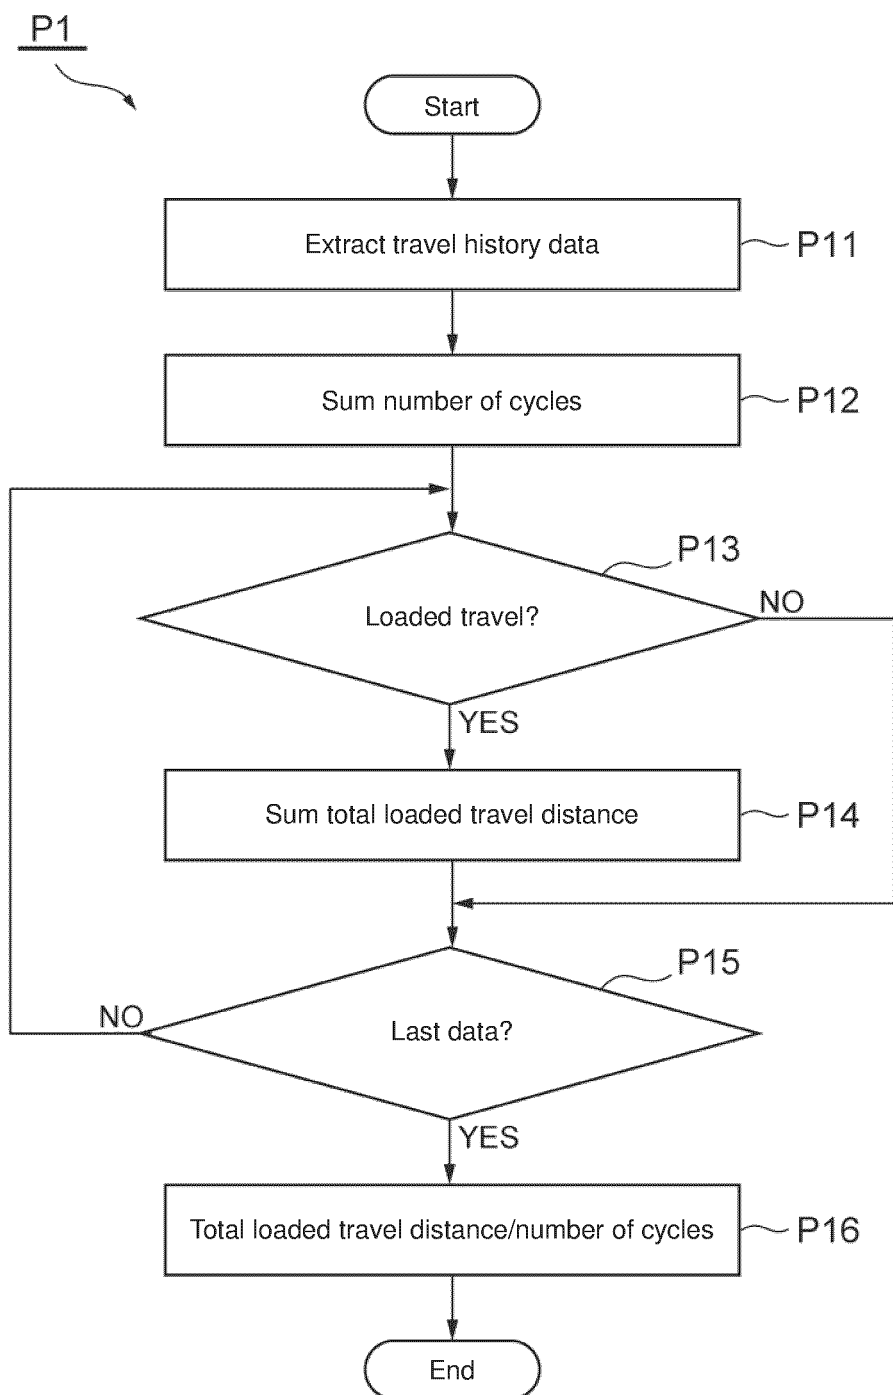 P1
Start
Extract travel history data
P11
Sum number of cycles
P12
P13
Loaded travel?
NO
YES
Sum total loaded travel distance
P14
P15
Last data?
NO
YES
Total loaded travel distance/number of cycles
P16
End